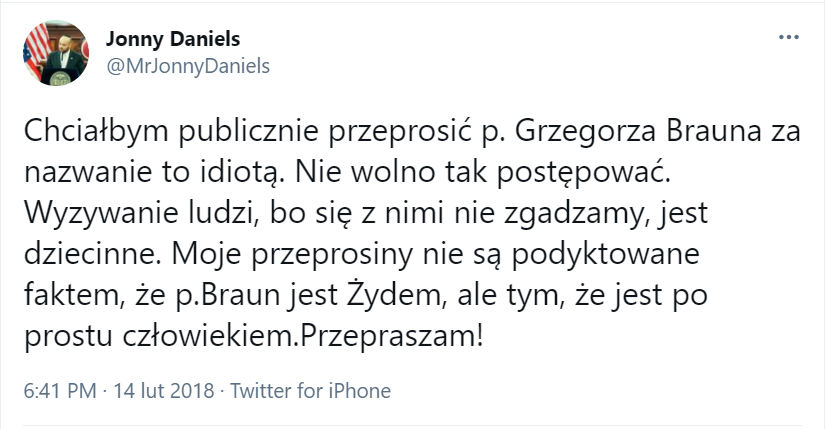 Jonny Daniels
@MrJonnyDaniels
Chciałbym publicznie przeprosić p. Grzegorza Brauna za
nazwanie to idiotą. Nie wolno tak postępować.
Wyzywanie ludzi, bo się z nimi nie zgadzamy, jest
dziecinne. Moje przeprosiny nie są podyktowane
faktem, że p.Braun jest Żydem, ale tym, że jest po
prostu człowiekiem.Przepraszam!
6:41 PM · 14 lut 2018 · Twitter for iPhone